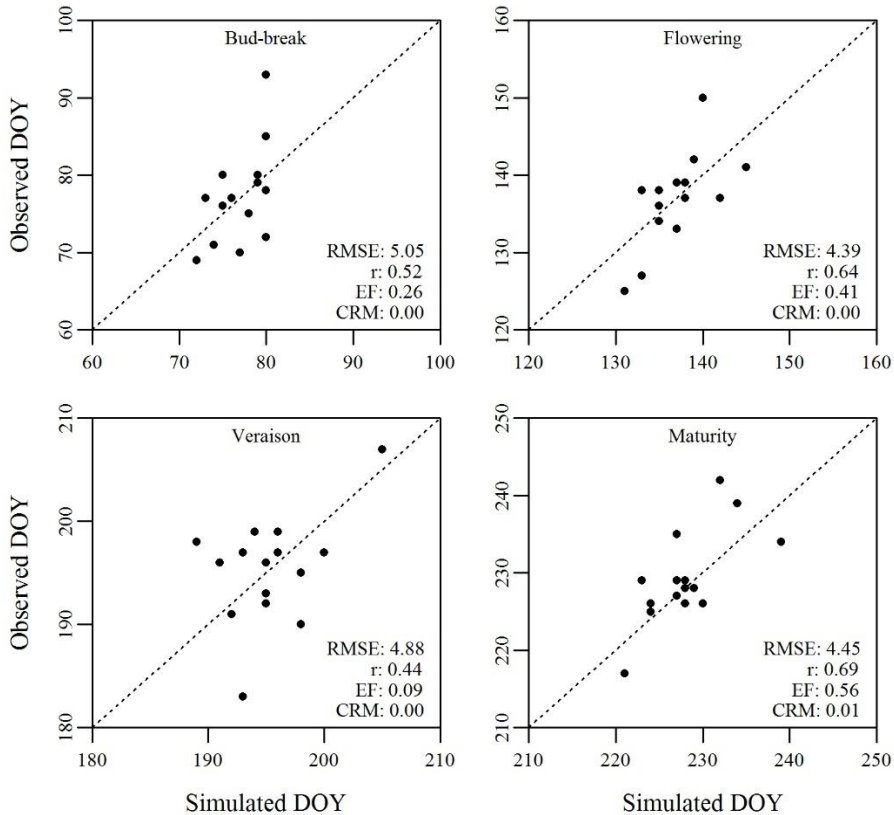 Bud-break
Observed DOY
100
90
80
70
60
60
70
80
90
100
RMSE: 5.05
r: 0.52
EF: 0.26
CRM: 0.00
Flowering
160
150
140
130
120
120
130
140
150
160
RMSE: 4.39
r: 0.64
EF: 0.41
CRM: 0.00
Veraison
Observed DOY
210
200
190
180
180
190
200
210
RMSE: 4.88
r: 0.44
EF: 0.09
CRM: 0.00
Simulated DOY
Maturity
250
240
230
220
210
210
220
230
240
250
RMSE: 4.45
r: 0.69
EF: 0.56
CRM: 0.01
Simulated DOY